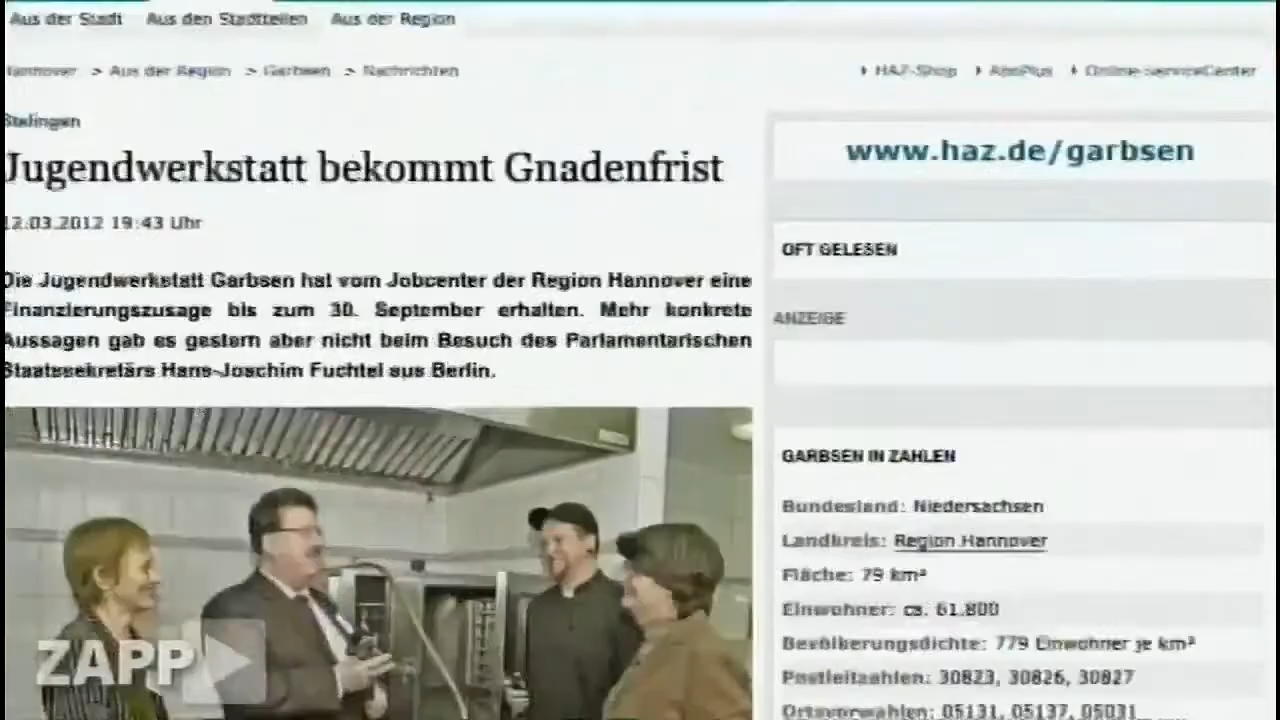 Aus der Stadt Aus den Stadtteilen Aus der Region
Hannover > Aus der Region > Garbsen > Nachrichten
HAZ-Shop AboPlus Online-ServiceCenter
Stelingen
Jugendwerkstatt bekommt Gnadenfrist
12.03.2012 19:43 Uhr
Die Jugendwerkstatt Garbsen hat vom Jobcenter der Region Hannover eine
Finanzierungszusage bis zum 30. September erhalten. Mehr konkrete
Aussagen gab es gestern aber nicht beim Besuch des Parlamentarischen
Staatssekretärs Hans-Joachim Fuchtel aus Berlin.
ZAPP
www.haz.de/garbsen
OFT GELESEN
ANZEIGE
GARBSEN IN ZAHLEN
Bundesland: Niedersachsen
Landkreis: Region Hannover
Fläche: 79 km²
Einwohner: ca. 61.800
Bevölkerungsdichte: 779 Einwohner je km²
Postleitzahlen: 30823, 30826, 30827
Ortsvorwahlen: 05131, 05137, 05031